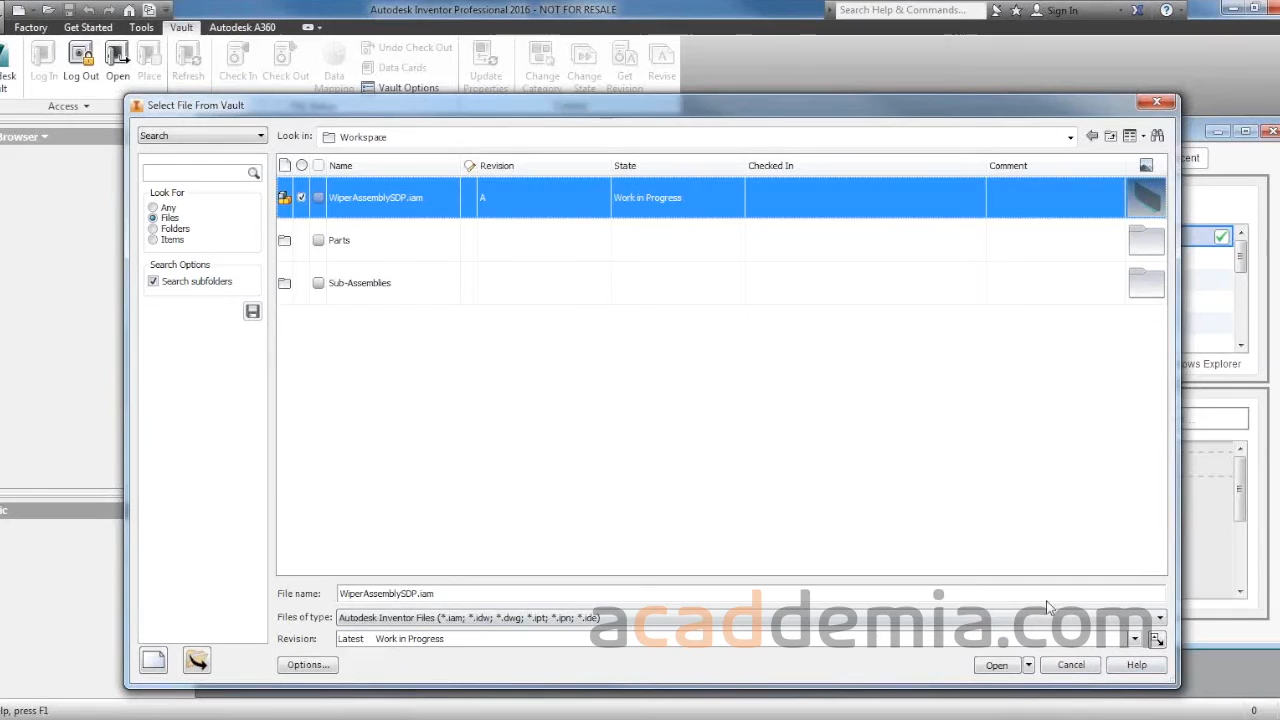 Autodesk Inventor Professional 2016 - NOT FOR RESALE
Search Help & Commands...
Sign In
Factory Get Started Tools Vault Autodesk A360
Log In Log Out Open Place Refresh Check In Check Out Data Mapping
Undo Check Out
Data Cards
Vault Options
Update Properties Change Category Change State Get Revision Revise
Access
Browser
Select File From Vault
Search
Look in: Workspace
Name Revision State Checked In Comment
WiperAssemblySDP.iam A Work in Progress
Parts
Sub-Assemblies
Look For
Any
Files
Folders
Items
Search Options
Search subfolders
File name: WiperAssemblySDP.iam
Files of type: Autodesk Inventor Files (*.iam; *.idw; *.dwg; *.ipt; *.ipn; *.ide)
Revision: Latest Work in Progress
acaddemia.com
Options... Open Cancel Help
ows Explorer
lp, press F1
0